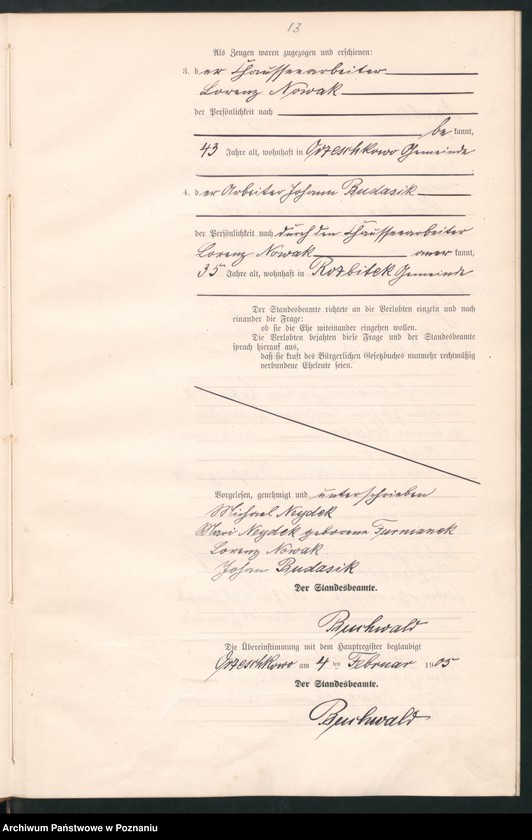 13
Als Zeugen waren zugezogen und erschienen:
3. der Chausseearbeiter
Lorenz Nowak
der Persönlichkeit nach
bekannt,
43 Jahre alt, wohnhaft in Orzeschkowo Gemeinde
4. der Arbeiter Johann Budasik
der Persönlichkeit nach durch den Chausseearbeiter
Lorenz Nowak anerkannt,
35 Jahre alt, wohnhaft in Rozbitek Gemeinde
Der Standesbeamte richtete an die Verlobten einzeln und nach
einander die Frage:
ob sie die Ehe miteinander eingehen wollen.
Die Verlobten bejahten diese Frage und der Standesbeamte
sprach hierauf aus,
daß sie kraft des Bürgerlichen Gesetzbuches nunmehr rechtmäßig
verbundene Eheleute seien.
Vorgelesen, genehmigt und unterschrieben
Michael Neydek
Mari Neydek geborene Furmanek
Lorenz Nowak
Johan Budasik
Der Standesbeamte.
Buchwald
Die Übereinstimmung mit dem Hauptregister beglaubigt
Orzeschkowo am 4 ten Februar 1905
Der Standesbeamte.
Buchwald
Archiwum Państwowe w Poznaniu